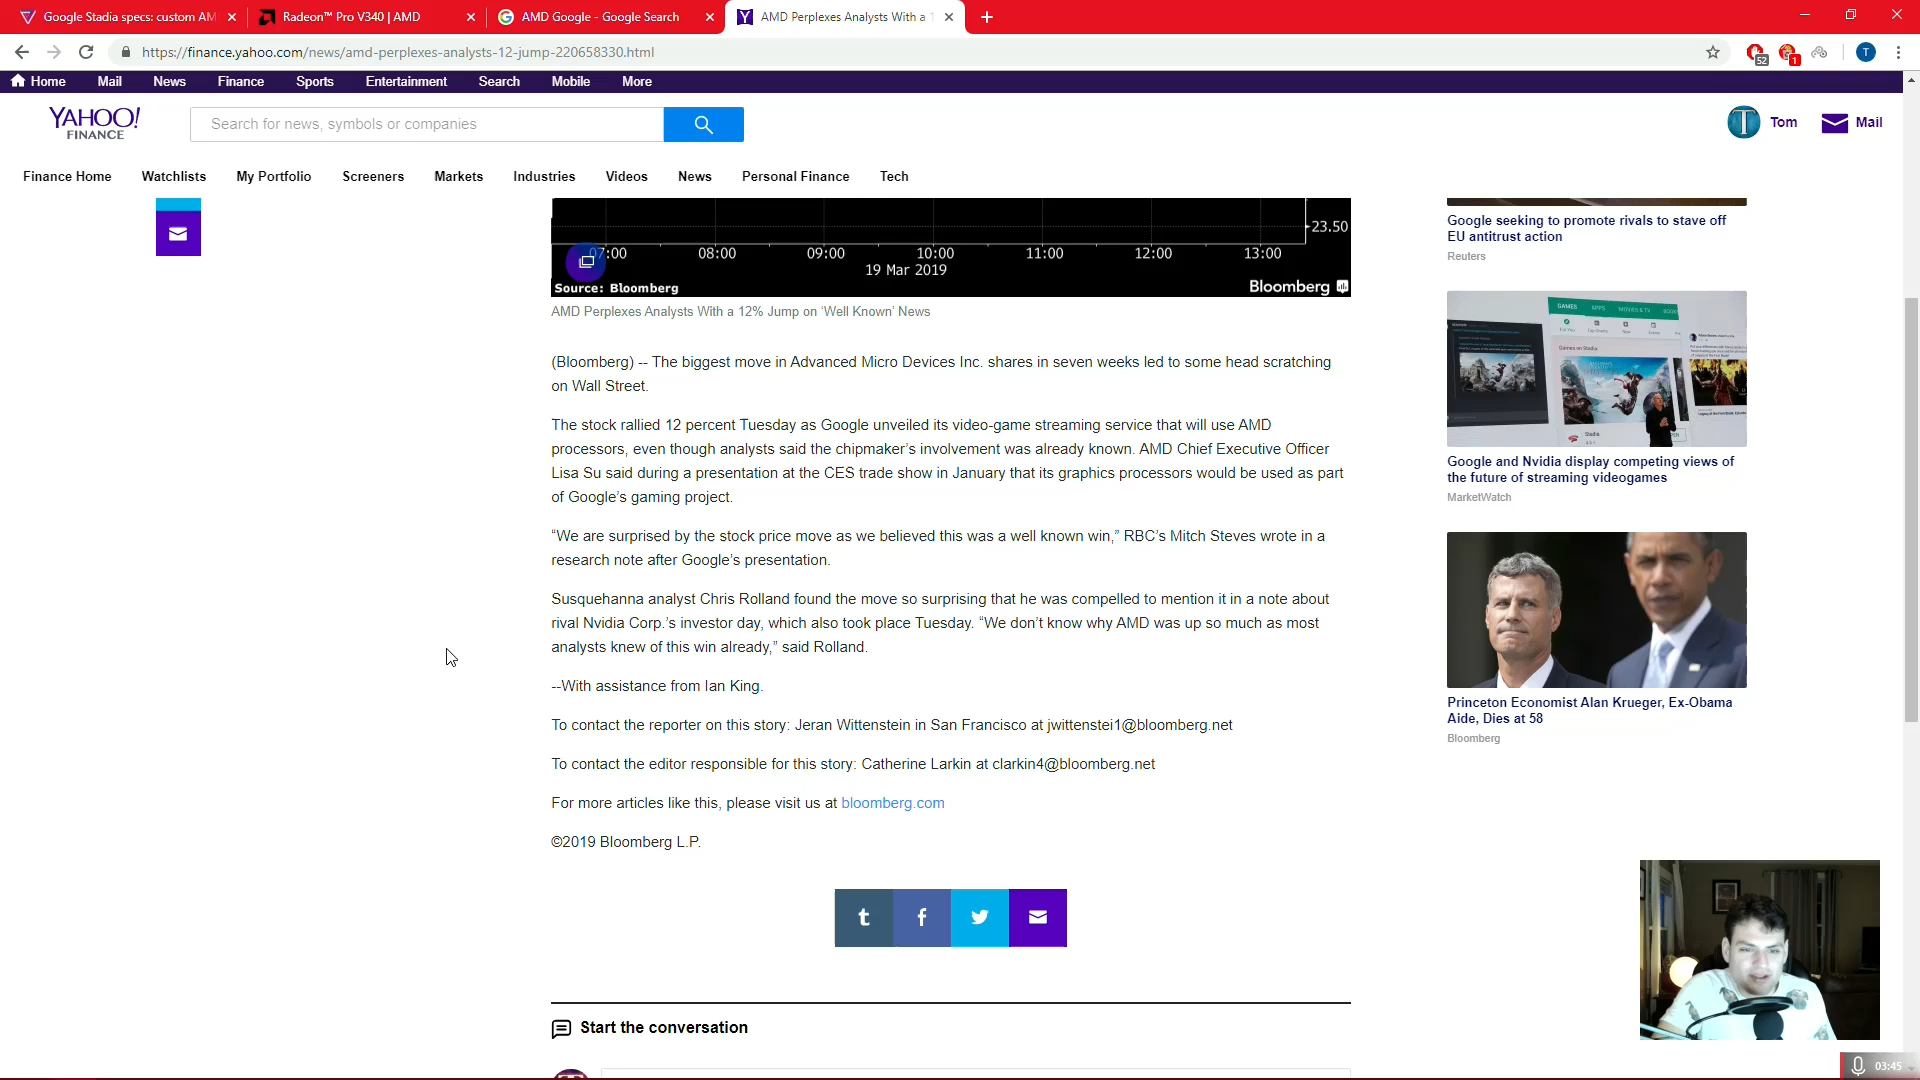 Google Stadia specs: custom AM
Radeon™ Pro V340 | AMD
AMD Google - Google Search
AMD Perplexes Analysts With a 1
https://finance.yahoo.com/news/amd-perplexes-analysts-12-jump-220658330.html
52
1
T
Home Mail News Finance Sports Entertainment Search Mobile More
YAHOO!
FINANCE
Search for news, symbols or companies
T Tom Mail
Finance Home Watchlists My Portfolio Screeners Markets Industries Videos News Personal Finance Tech
23.50
07:00 08:00 09:00 10:00 11:00 12:00 13:00
19 Mar 2019
Source: Bloomberg
Bloomberg
AMD Perplexes Analysts With a 12% Jump on ‘Well Known’ News
(Bloomberg) -- The biggest move in Advanced Micro Devices Inc. shares in seven weeks led to some head scratching
on Wall Street.
The stock rallied 12 percent Tuesday as Google unveiled its video-game streaming service that will use AMD
processors, even though analysts said the chipmaker’s involvement was already known. AMD Chief Executive Officer
Lisa Su said during a presentation at the CES trade show in January that its graphics processors would be used as part
of Google’s gaming project.
“We are surprised by the stock price move as we believed this was a well known win,” RBC’s Mitch Steves wrote in a
research note after Google’s presentation.
Susquehanna analyst Chris Rolland found the move so surprising that he was compelled to mention it in a note about
rival Nvidia Corp.’s investor day, which also took place Tuesday. “We don’t know why AMD was up so much as most
analysts knew of this win already,” said Rolland.
--With assistance from Ian King.
To contact the reporter on this story: Jeran Wittenstein in San Francisco at jwittenstei1@bloomberg.net
To contact the editor responsible for this story: Catherine Larkin at clarkin4@bloomberg.net
For more articles like this, please visit us at bloomberg.com
©2019 Bloomberg L.P.
t f
Start the conversation
Google seeking to promote rivals to stave off
EU antitrust action
Reuters
GAMES APPS MOVIES & TV
Games on Stadia
Stadia
Google and Nvidia display competing views of
the future of streaming videogames
MarketWatch
Princeton Economist Alan Krueger, Ex-Obama
Aide, Dies at 58
Bloomberg
03:45